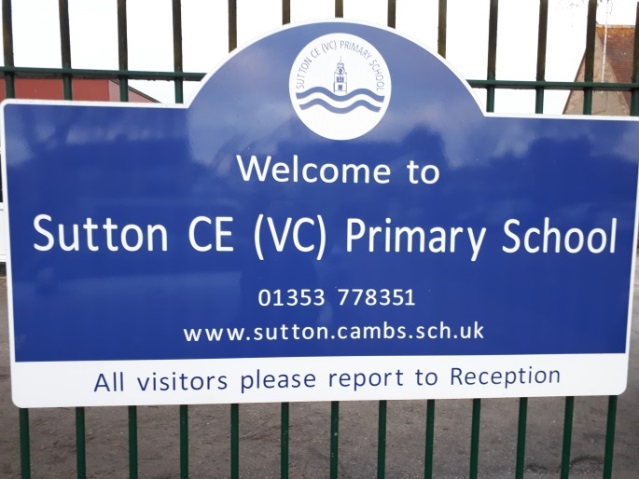 SUTTON CE (VC) PRIMARY SCHOOL
Welcome to
Sutton CE (VC) Primary School
01353 778351
www.sutton.cambs.sch.uk
All visitors please report to Reception